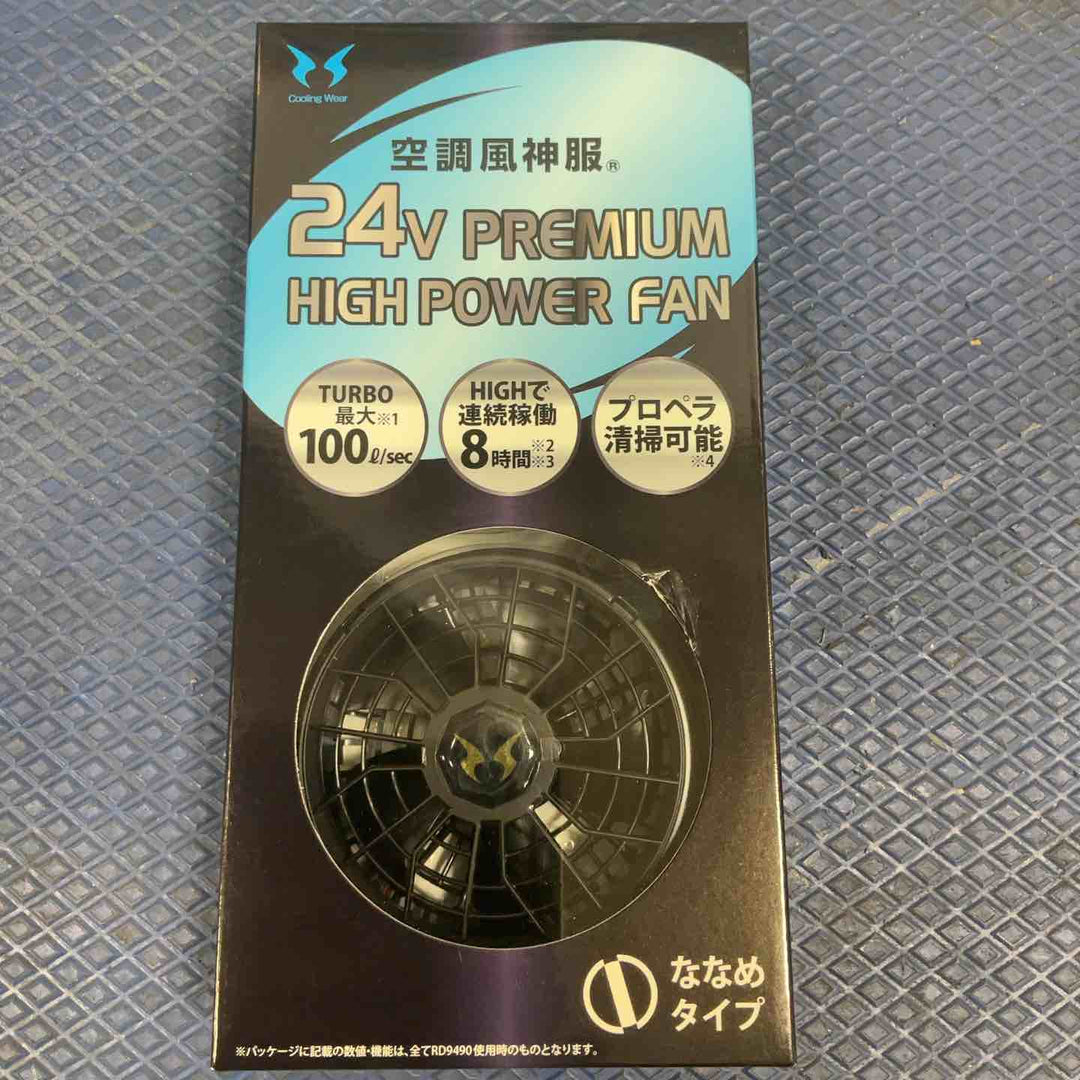 Cooling Wear
空調風神服®
24V PREMIUM
HIGH POWER FAN
TURBO
最大※1
100ℓ/sec
HIGHで
連続稼働
8時間※2※3
プロペラ
清掃可能
※4
ななめ
タイプ
※パッケージに記載の数値・機能は、全てRD9490使用時のものとなります。